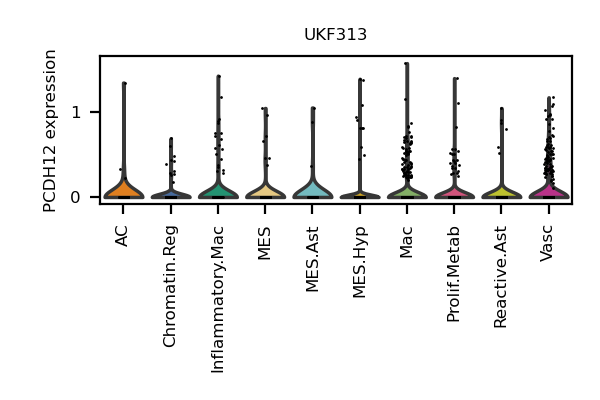 UKF313
PCDH12 expression
1
0
AC
Chromatin.Reg
Inflammatory.Mac
MES
MES.Ast
MES.Hyp
Mac
Prolif.Metab
Reactive.Ast
Vasc